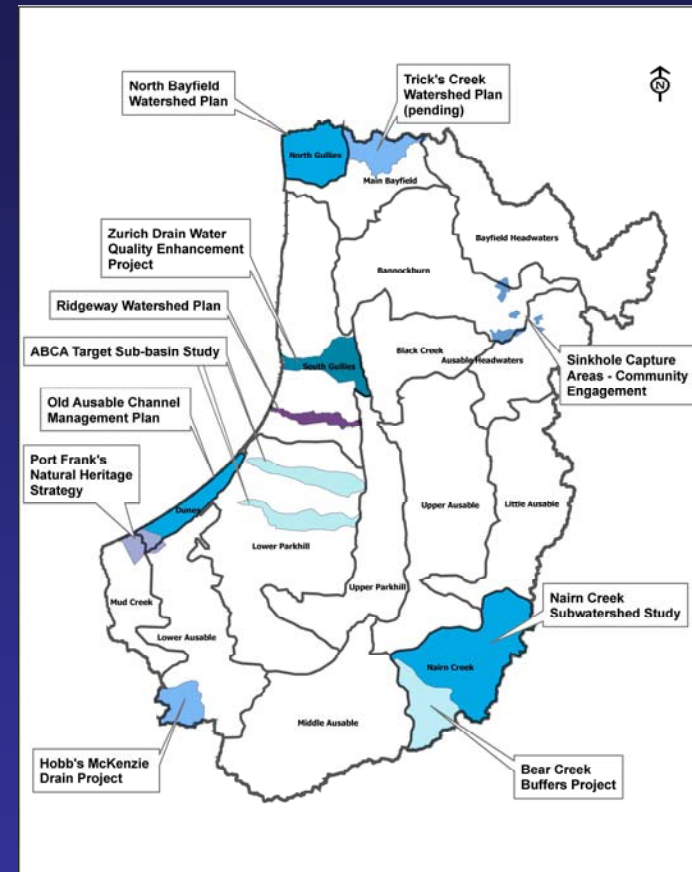 North Bayfield
Watershed Plan
Trick's Creek
Watershed Plan
(pending)
N
North Gullies
Main Bayfield
Bayfield Headwaters
Zurich Drain Water
Quality Enhancement
Project
Bannockburn
Ridgeway Watershed Plan
ABCA Target Sub-basin Study
South Gullies
Black Creek
Ausable Headwaters
Sinkhole Capture
Areas - Community
Engagement
Old Ausable Channel
Management Plan
Port Frank's
Natural Heritage
Strategy
Dunes
Upper Ausable
Little Ausable
Lower Parkhill
Upper Parkhill
Mud Creek
Lower Ausable
Nairn Creek
Subwatershed Study
Nairn Creek
Middle Ausable
Hobb's McKenzie
Drain Project
Bear Creek
Buffers Project